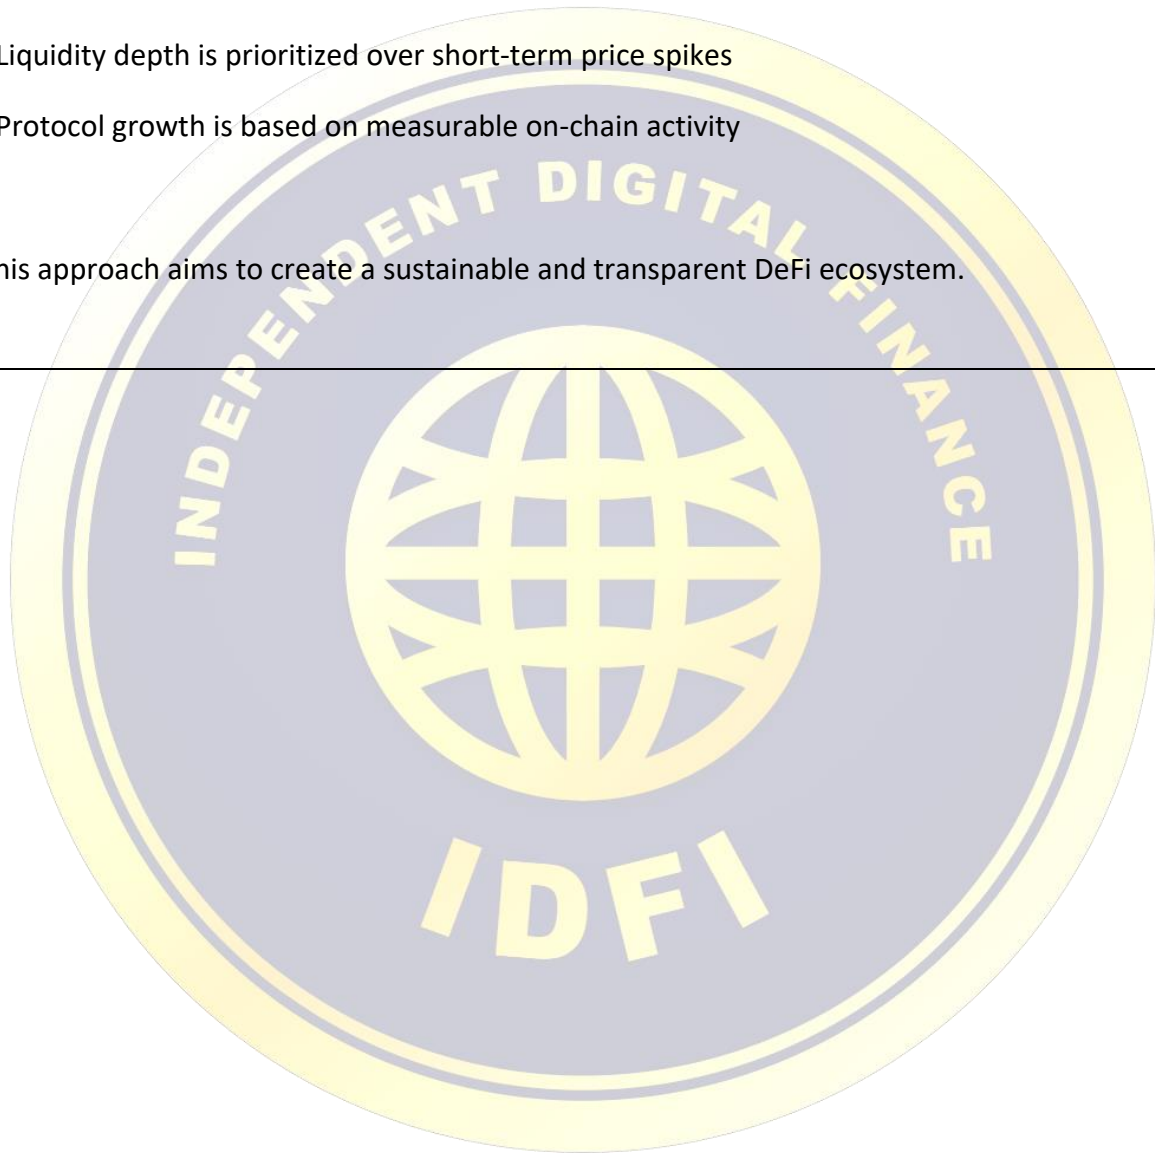 Liquidity depth is prioritized over short-term price spikes
Protocol growth is based on measurable on-chain activity
his approach aims to create a sustainable and transparent DeFi ecosystem.
INDEPENDENT DIGITAL FINANCE
IDFI